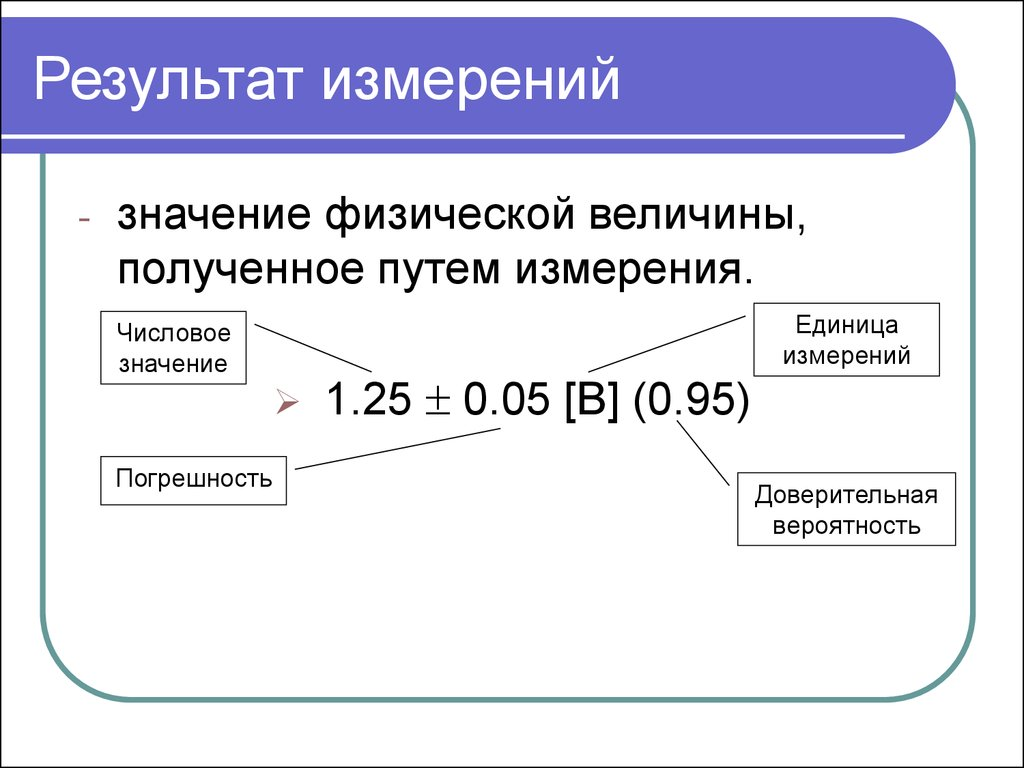 Результат измерений
- значение физической величины,
полученное путем измерения.
Числовое
значение
Единица
измерений
1.25 ± 0.05 [В] (0.95)
Погрешность
Доверительная
вероятность